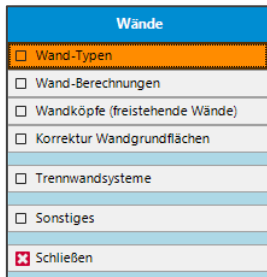 Wände
Wand-Typen
Wand-Berechnungen
Wandköpfe (freistehende Wände)
Korrektur Wandgrundflächen
Trennwandsysteme
Sonstiges
Schließen